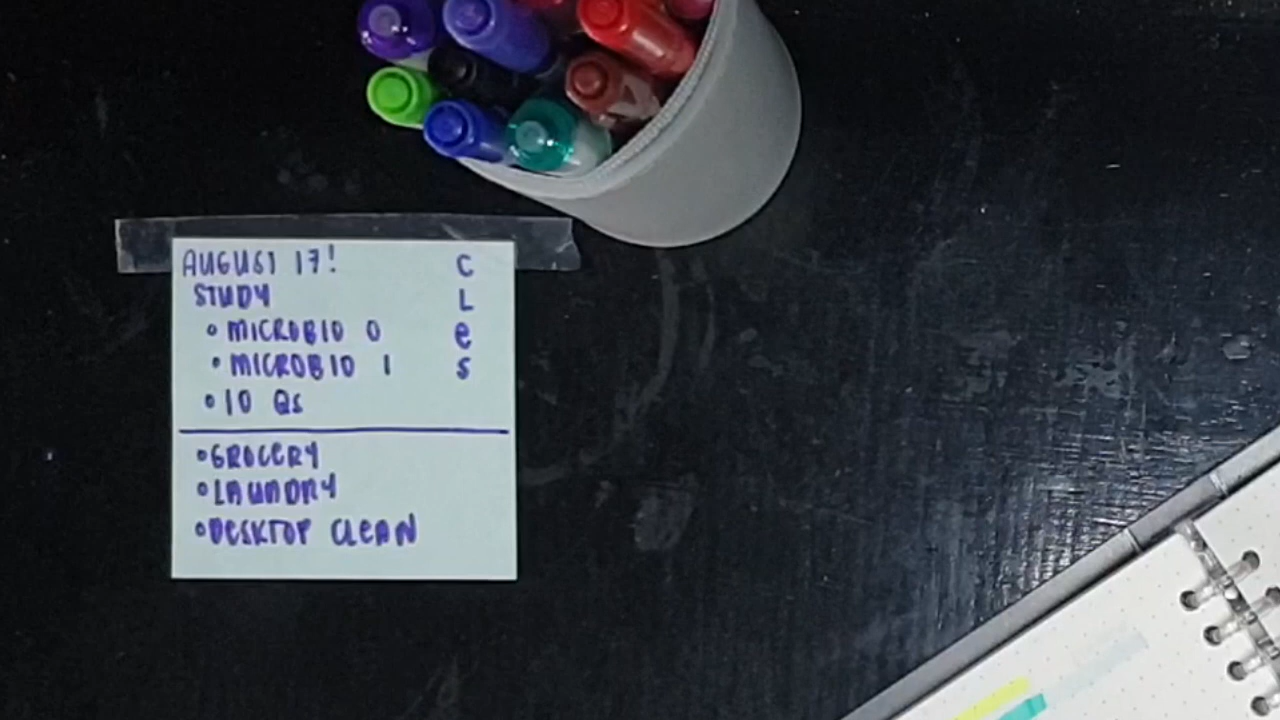 AUGUST 17! C
STUDY L
• MICROBIO 0 e
• MICROBIO 1 S
• 10 Qs
• GROCERY
• LAUNDRY
• DESKTOP CLEAN